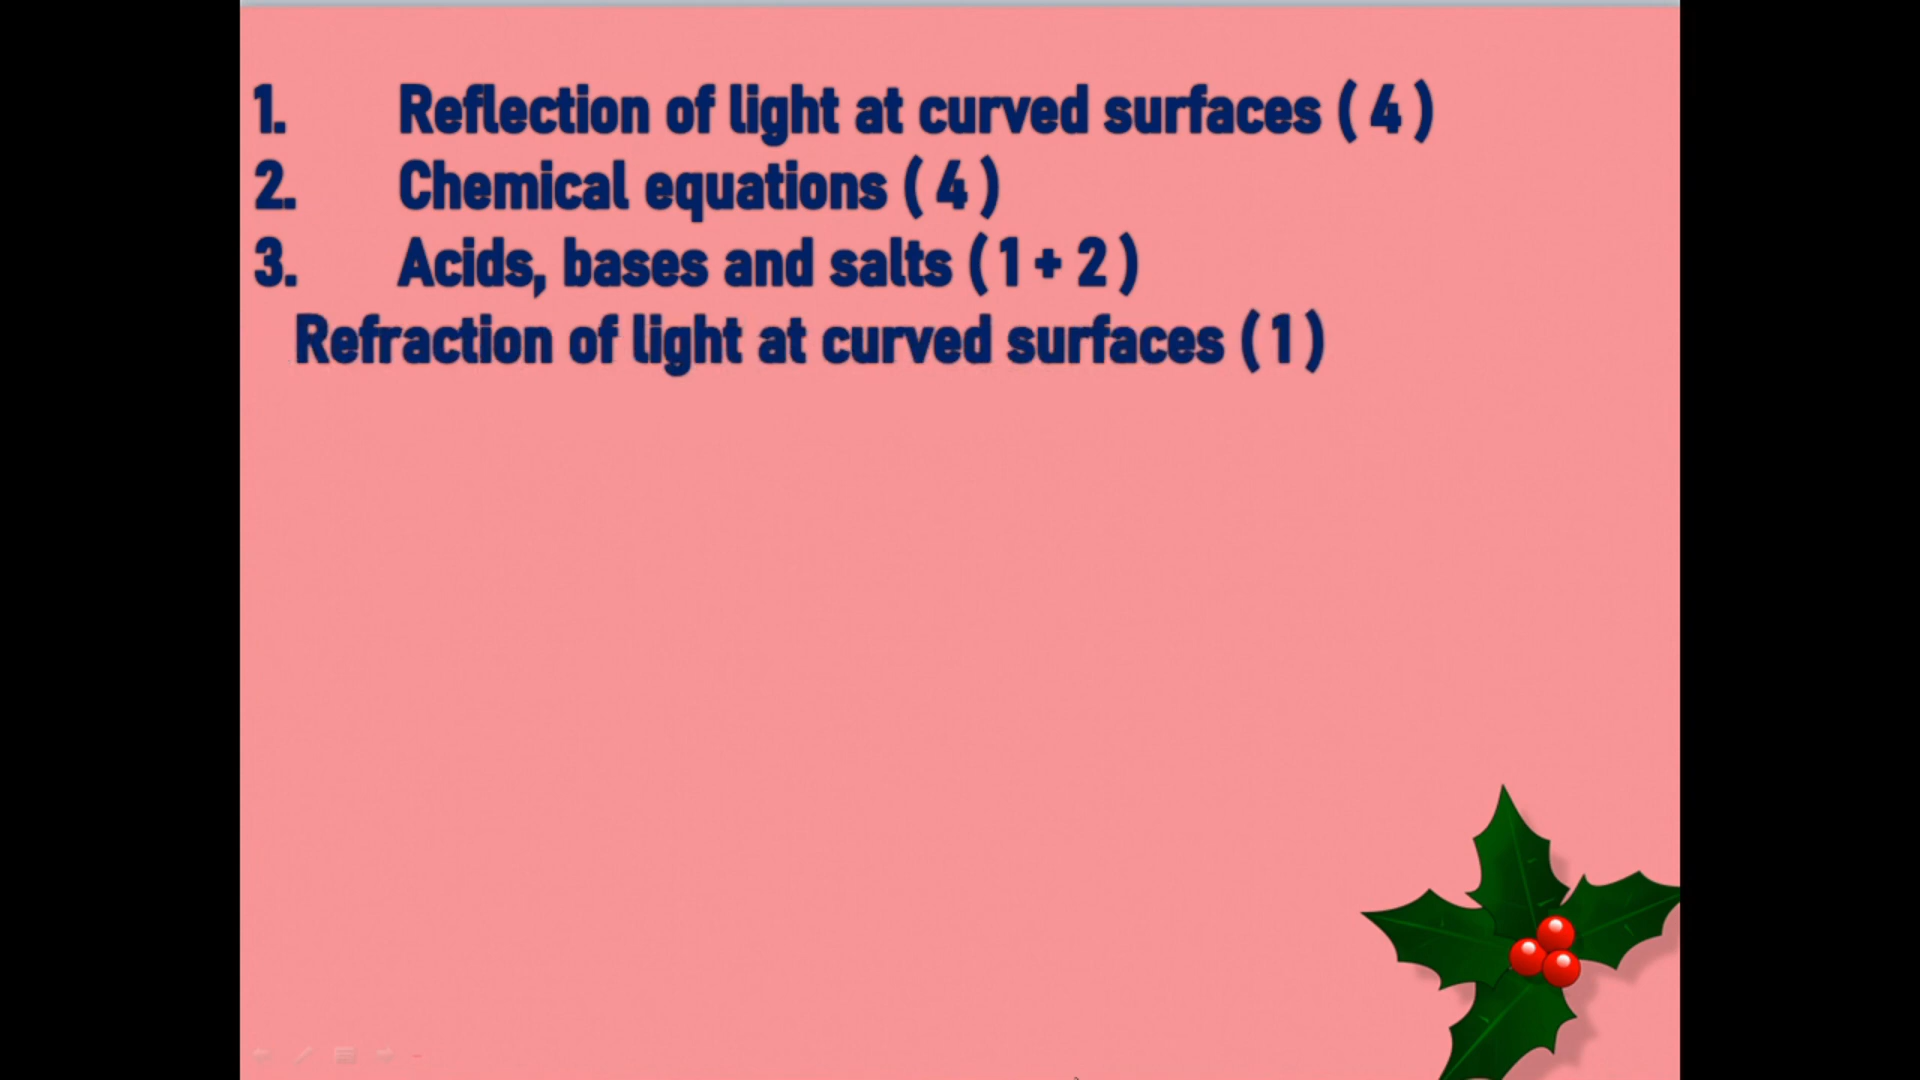 1. Reflection of light at curved surfaces ( 4 )
2. Chemical equations ( 4 )
3. Acids, bases and salts ( 1 + 2 )
Refraction of light at curved surfaces ( 1 )